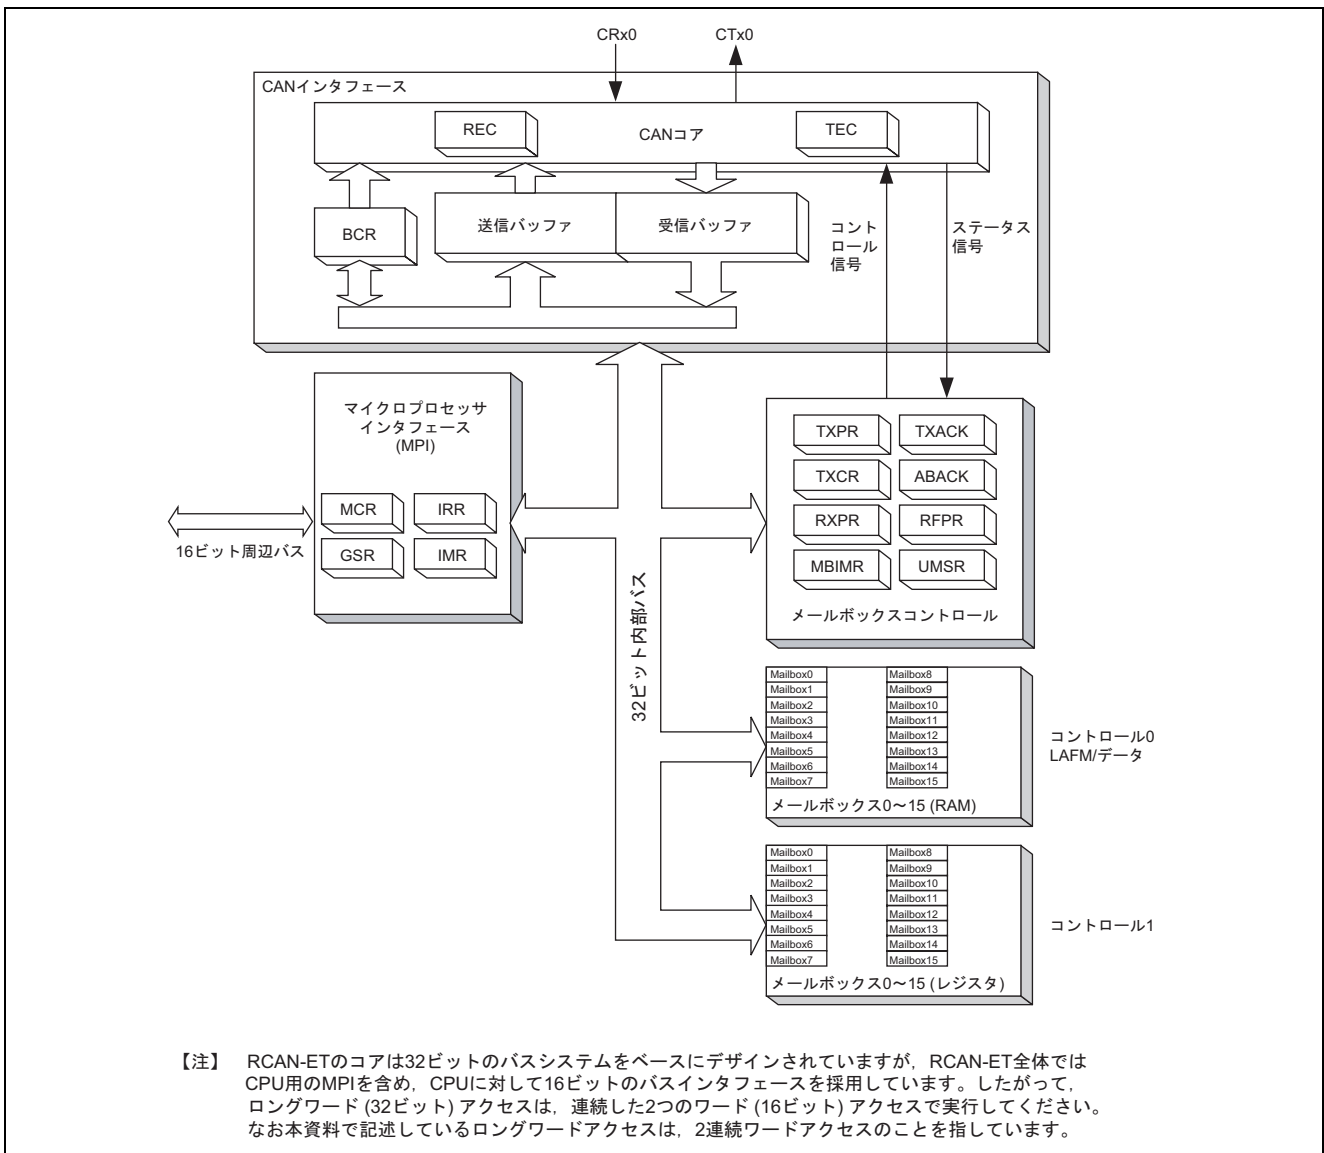 CRx0
CTx0
CANインタフェース
REC
CANコア
TEC
BCR
送信バッファ
受信バッファ
コント
ロール
信号
ステータス
信号
マイクロプロセッサ
インタフェース
(MPI)
MCR
IRR
GSR
IMR
16ビット周辺バス
32ビット内部バス
TXPR
TXACK
TXCR
ABACK
RXPR
RFPR
MBIMR
UMSR
メールボックスコントロール
Mailbox0
Mailbox1
Mailbox2
Mailbox3
Mailbox4
Mailbox5
Mailbox6
Mailbox7
Mailbox8
Mailbox9
Mailbox10
Mailbox11
Mailbox12
Mailbox13
Mailbox14
Mailbox15
メールボックス0～15 (RAM)
コントロール0
LAFM/データ
Mailbox0
Mailbox1
Mailbox2
Mailbox3
Mailbox4
Mailbox5
Mailbox6
Mailbox7
Mailbox8
Mailbox9
Mailbox10
Mailbox11
Mailbox12
Mailbox13
Mailbox14
Mailbox15
メールボックス0～15 (レジスタ)
コントロール1
【注】 RCAN-ETのコアは32ビットのバスシステムをベースにデザインされていますが，RCAN-ET全体では
CPU用のMPIを含め，CPUに対して16ビットのバスインタフェースを採用しています。したがって，
ロングワード (32ビット) アクセスは，連続した2つのワード (16ビット) アクセスで実行してください。
なお本資料で記述しているロングワードアクセスは，2連続ワードアクセスのことを指しています。